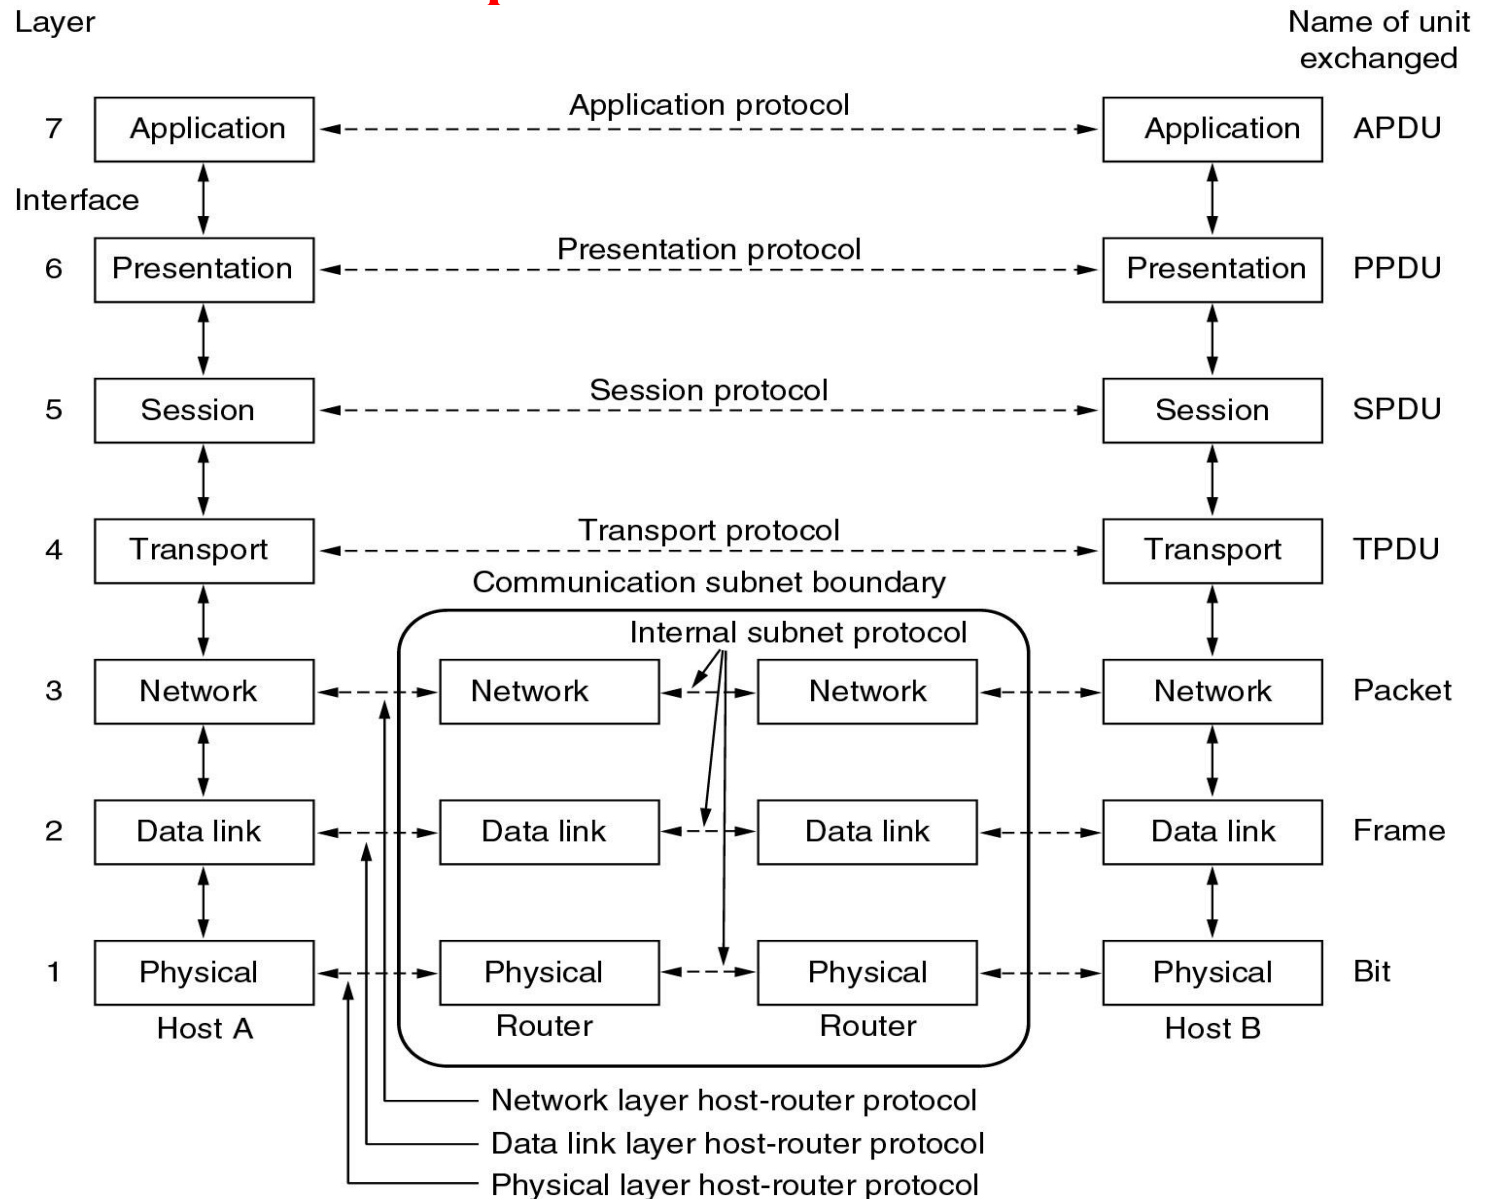 Layer
Name of unit
exchanged
Application protocol
7 Application Application APDU
Interface
Presentation protocol
6 Presentation Presentation PPDU
Session protocol
5 Session Session SPDU
Transport protocol
4 Transport Transport TPDU
Communication subnet boundary
Internal subnet protocol
3 Network Network Network Network Packet
2 Data link Data link Data link Data link Frame
1 Physical Physical Physical Physical Bit
Host A Router Router Host B
Network layer host-router protocol
Data link layer host-router protocol
Physical layer host-router protocol